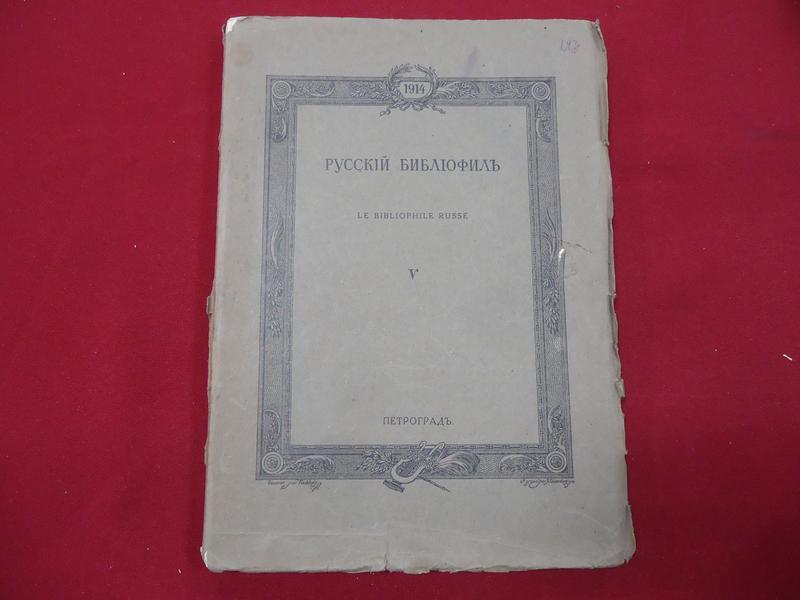 1914
РУССКІЙ БИБЛІОФИЛЪ
LE BIBLIOPHILE RUSSE
V
ПЕТРОГРАДЪ.